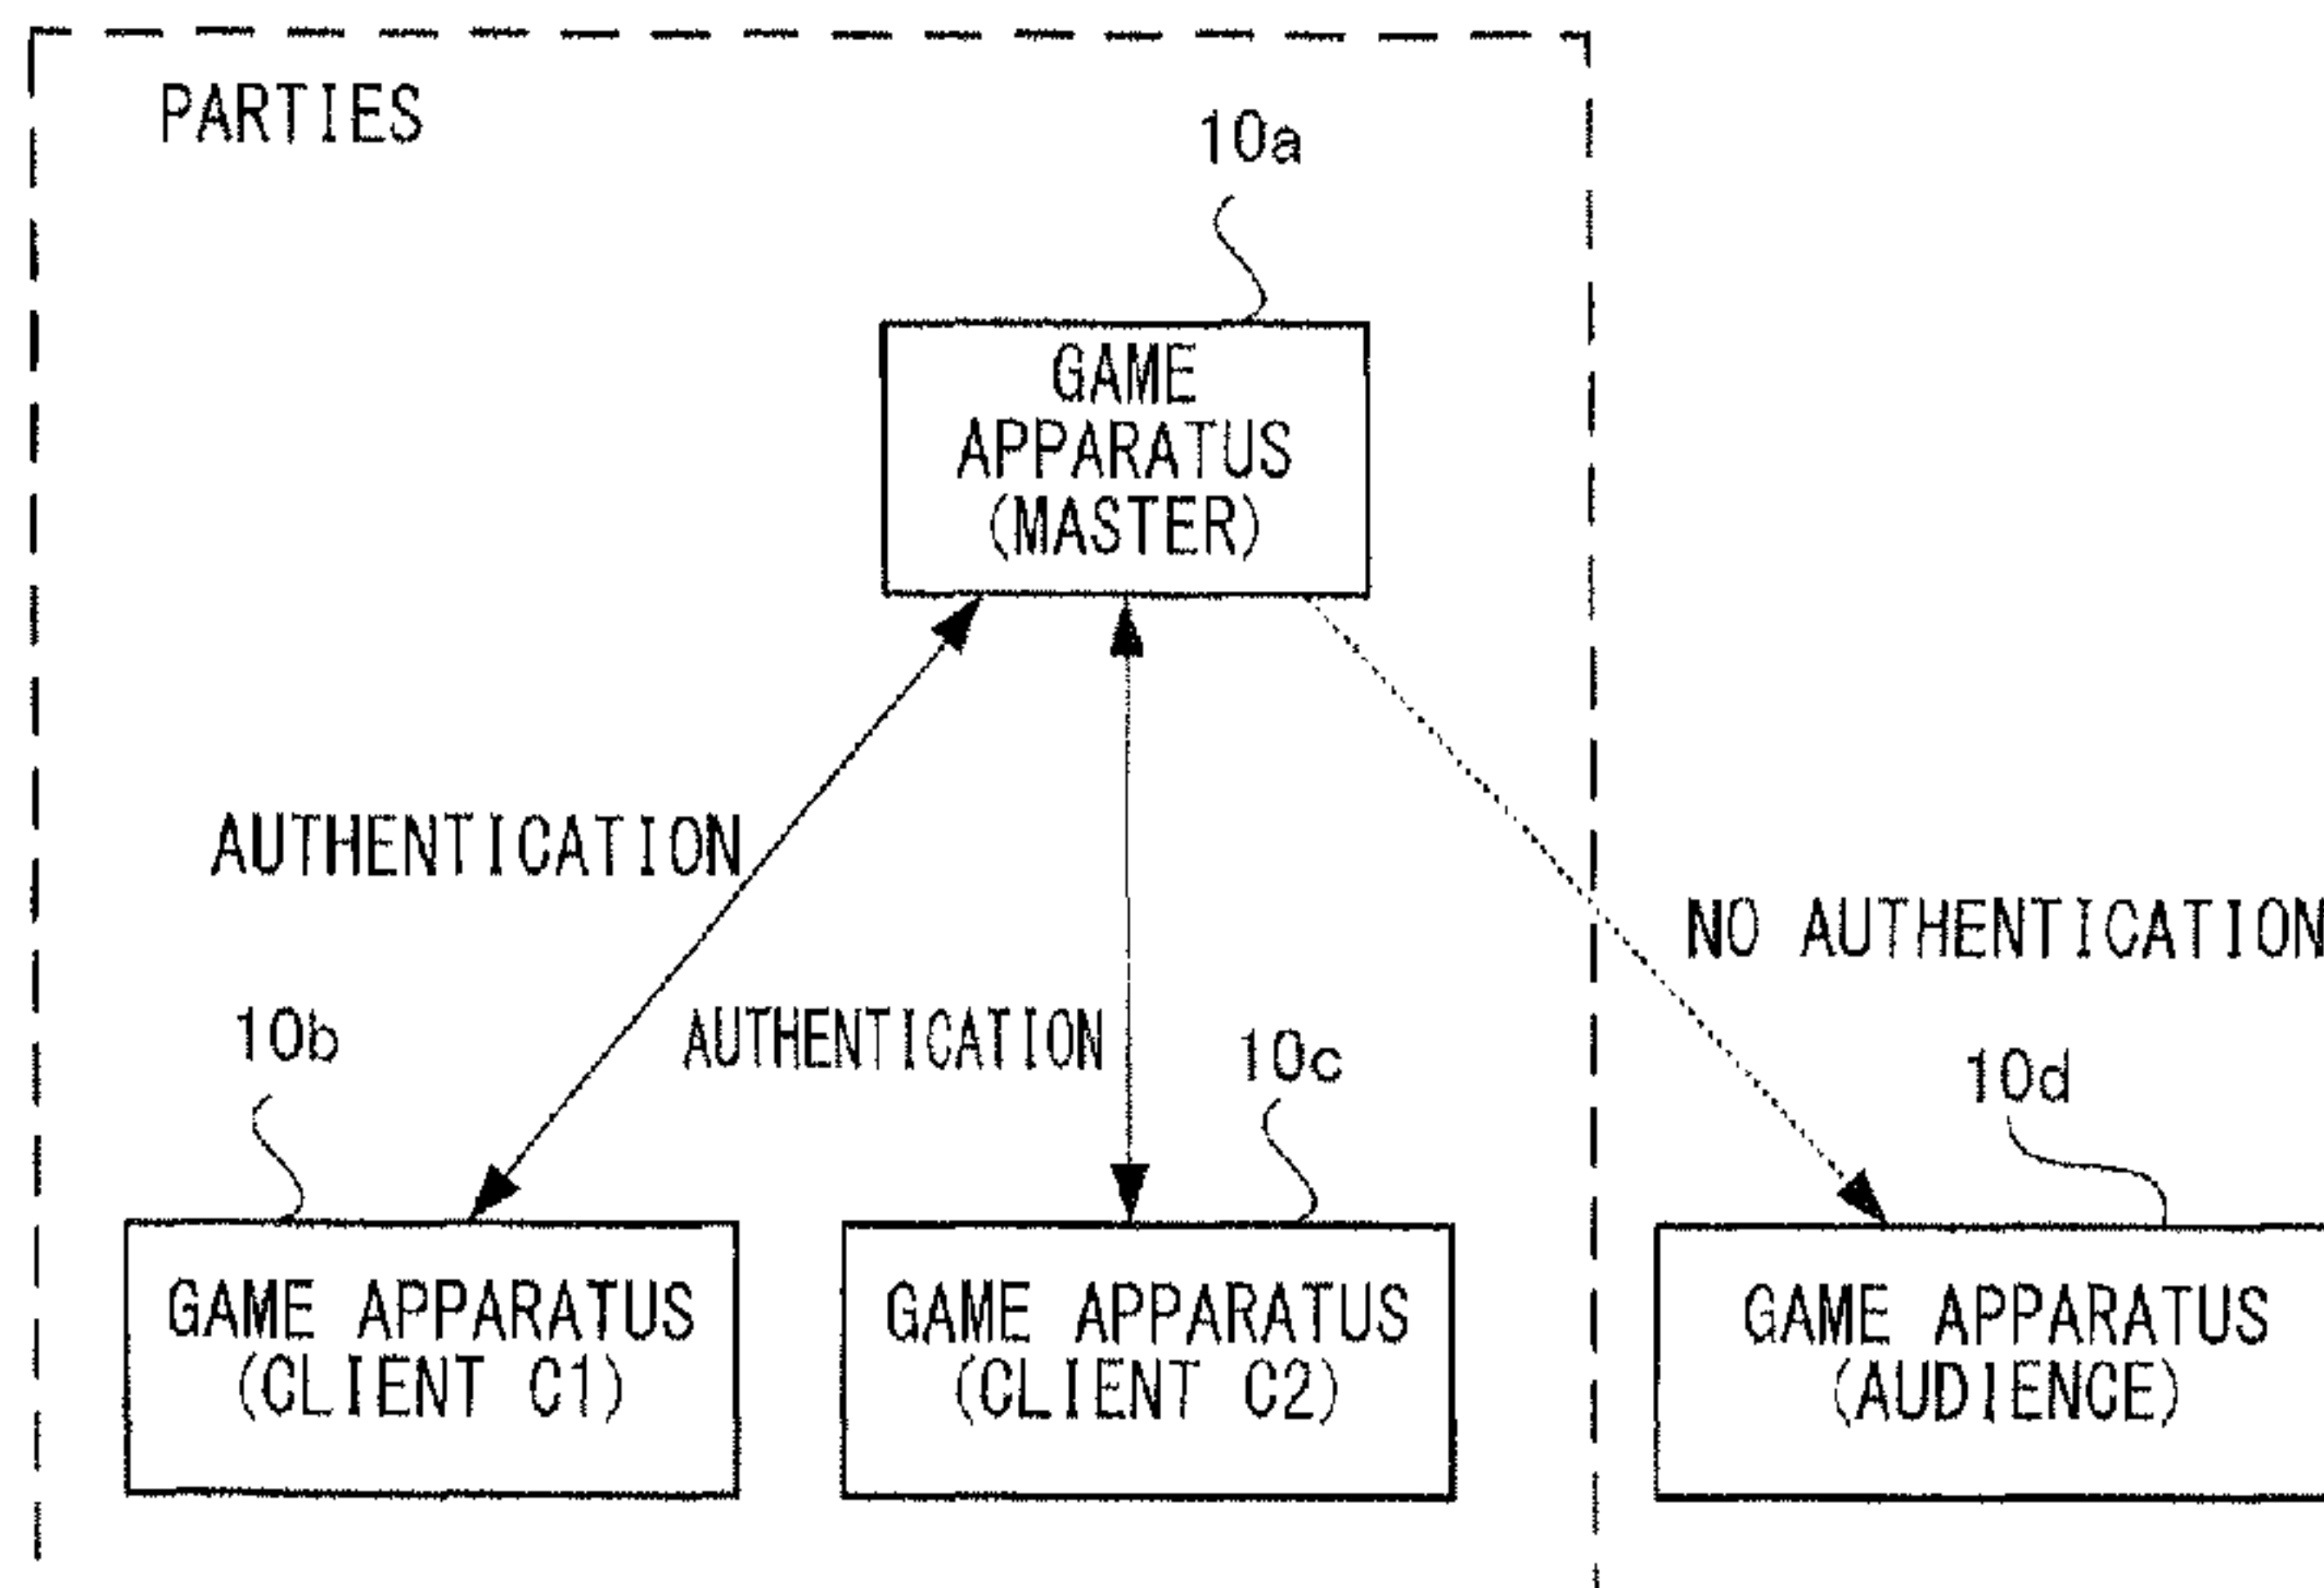 PARTIES
10a
GAME
APPARATUS
(MASTER)
AUTHENTICATION
NO AUTHENTICATION
10b
AUTHENTICATION
10c
10d
GAME APPARATUS
(CLIENT C1)
GAME APPARATUS
(CLIENT C2)
GAME APPARATUS
(AUDIENCE)